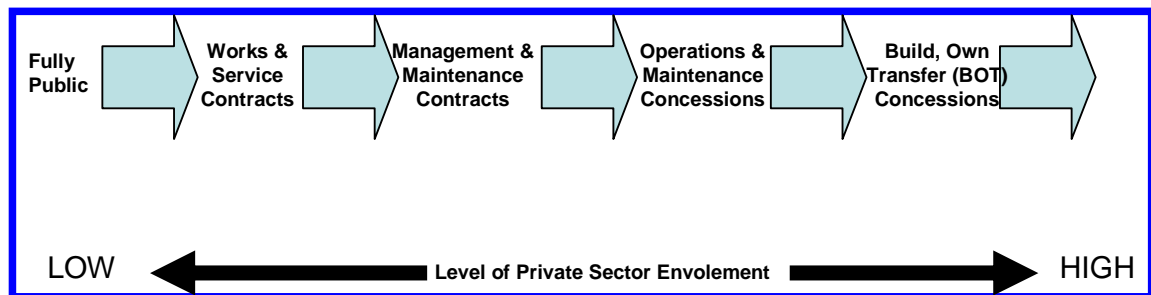 Fully
Public
Works &
Service
Contracts
Management &
Maintenance
Contracts
Operations &
Maintenance
Concessions
Build, Own
Transfer (BOT)
Concessions
LOW
Level of Private Sector Envolement
HIGH